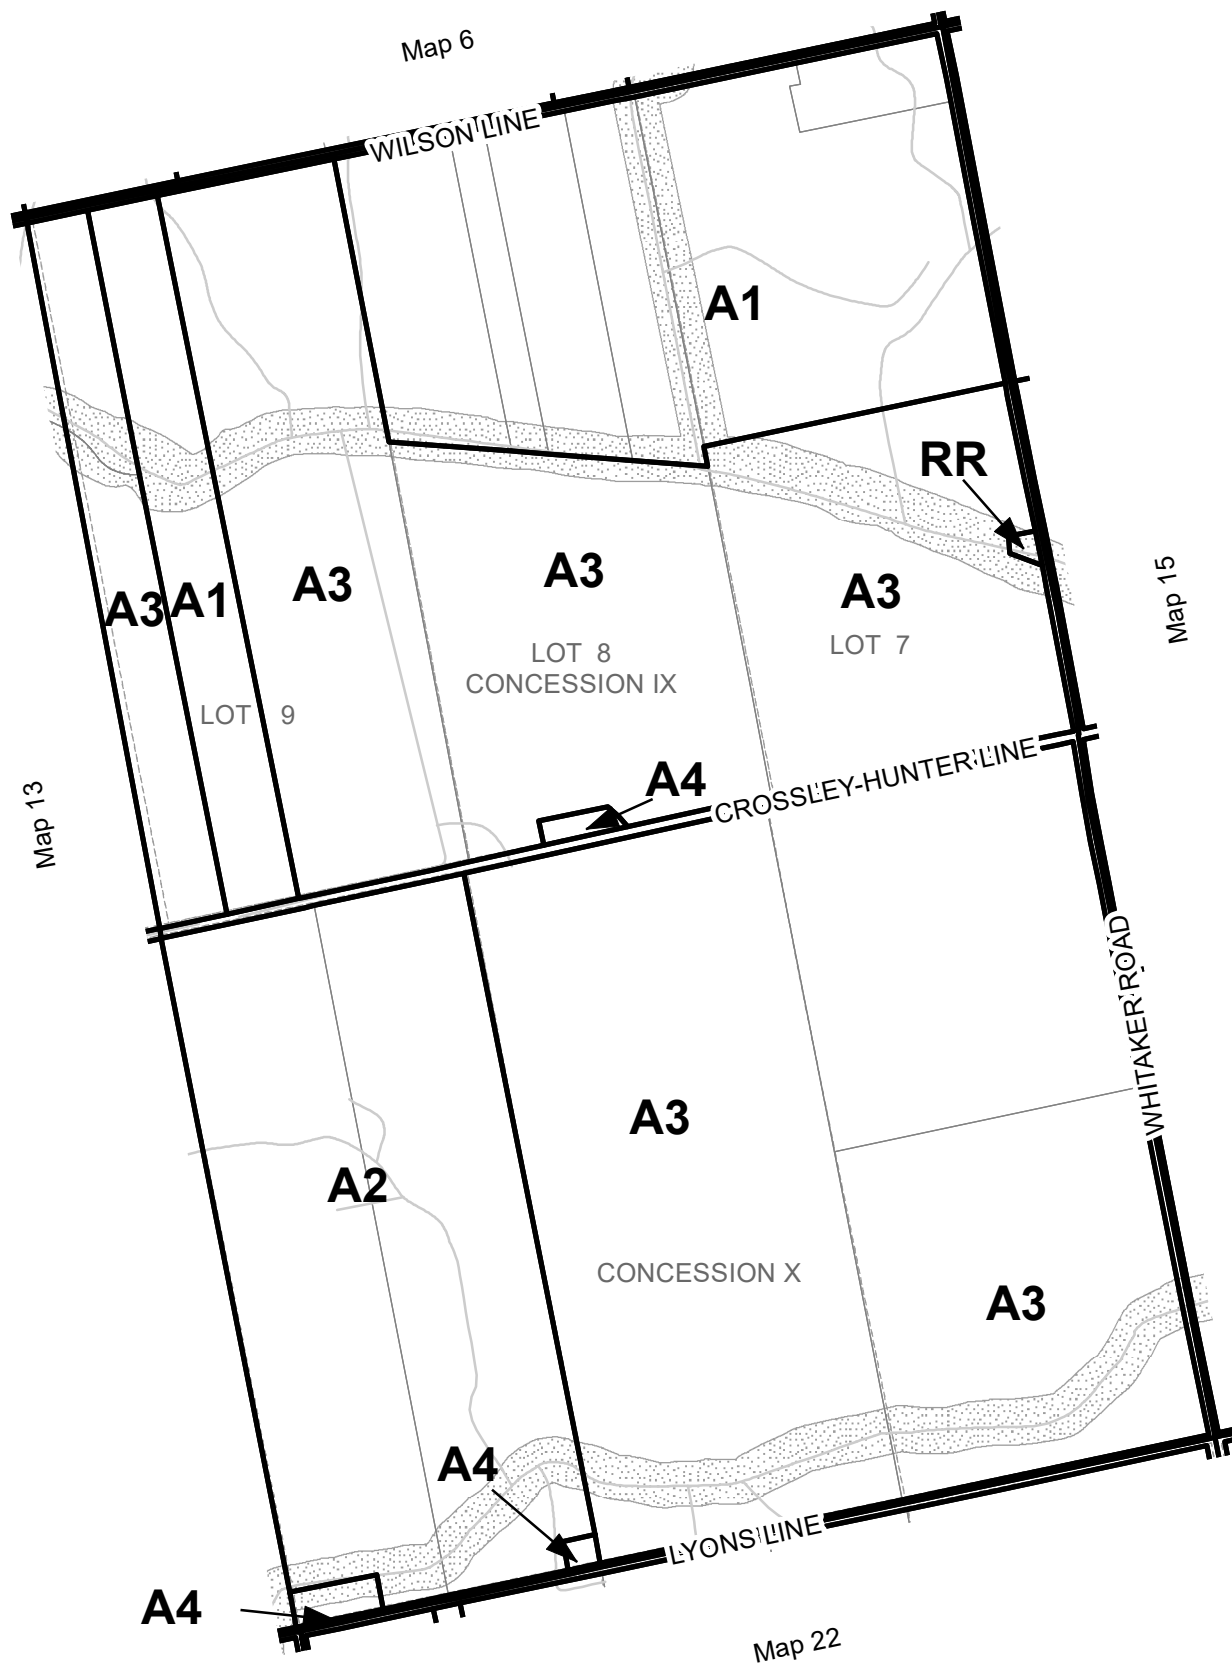 Map 6
WILSON LINE
A1
RR
A3
A1
A3
A3
A3
LOT 8
CONCESSION IX
LOT 7
LOT 9
Map 15
Map 13
A4
CROSSLEY-HUNTER LINE
WHITAKER ROAD
A3
A2
CONCESSION X
A3
A4
LYONS LINE
A4
Map 22